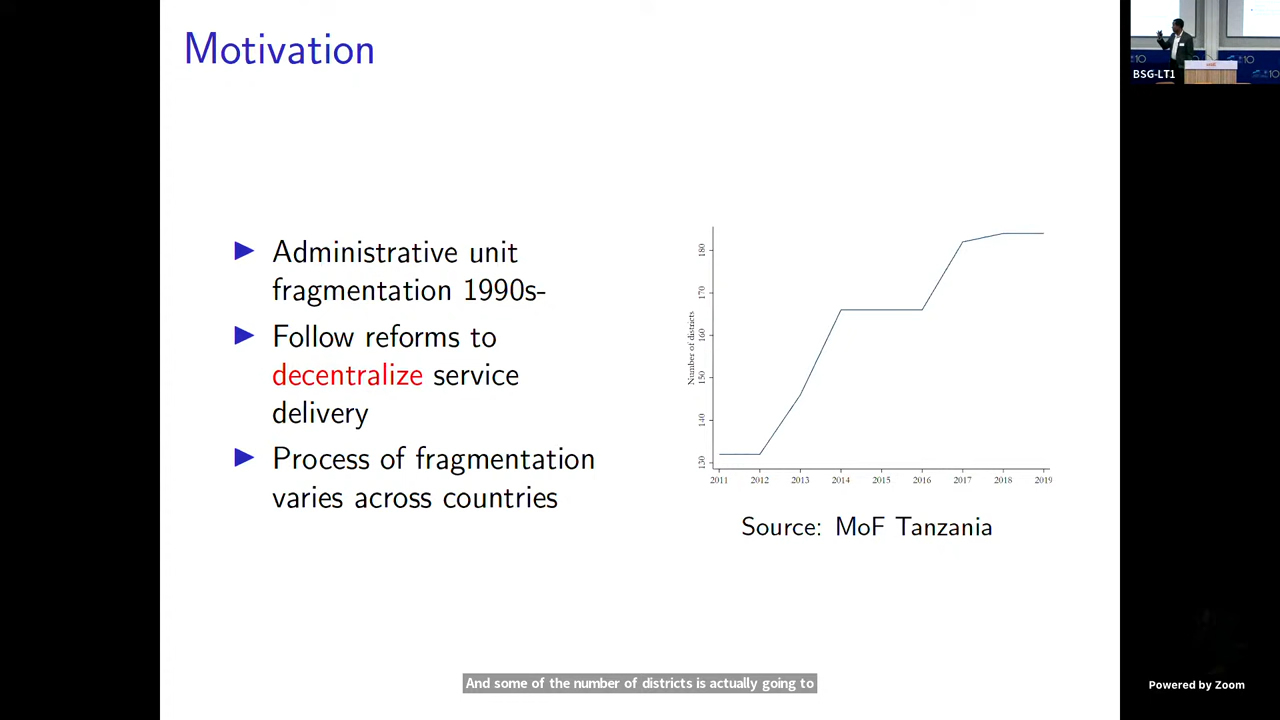 Motivation
Administrative unit
fragmentation 1990s-
Follow reforms to
decentralize service
delivery
Process of fragmentation
varies across countries
Number of districts
180
170
160
150
140
130
2011 2012 2013 2014 2015 2016 2017 2018 2019
Source: MoF Tanzania
And some of the number of districts is actually going to
BSG-LT1
Powered by Zoom